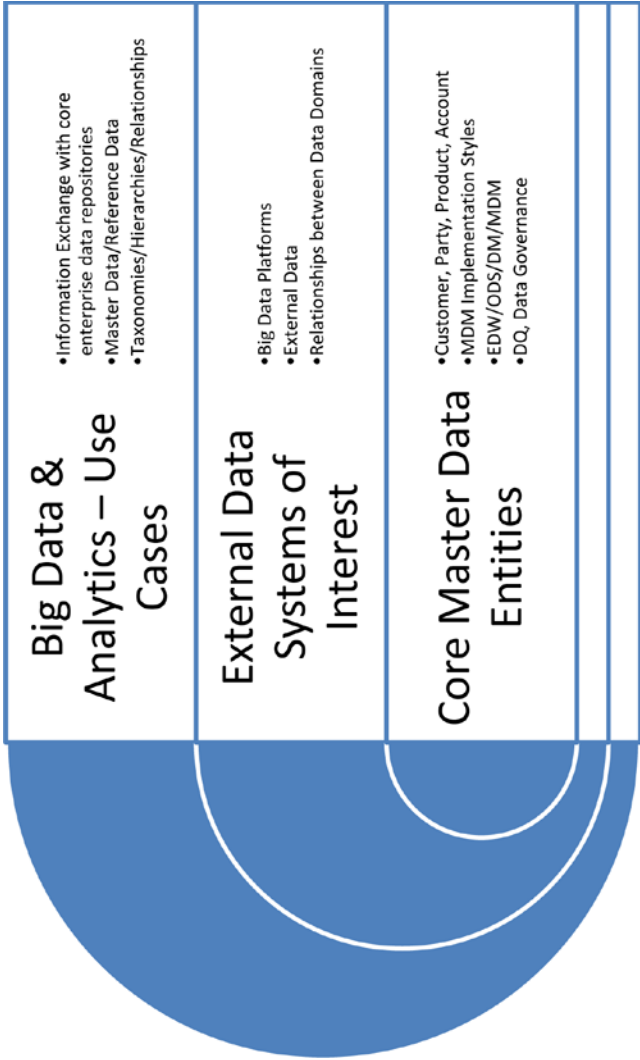 Big Data &
Analytics – Use
Cases
•Information Exchange with core
enterprise data repositories
•Master Data/Reference Data
•Taxonomies/Hierarchies/Relationships
External Data
Systems of
Interest
•Big Data Platforms
•External Data
•Relationships between Data Domains
Core Master Data
Entities
•Customer, Party, Product, Account
•MDM Implementation Styles
•EDW/ODS/DM/MDM
•DQ, Data Governance